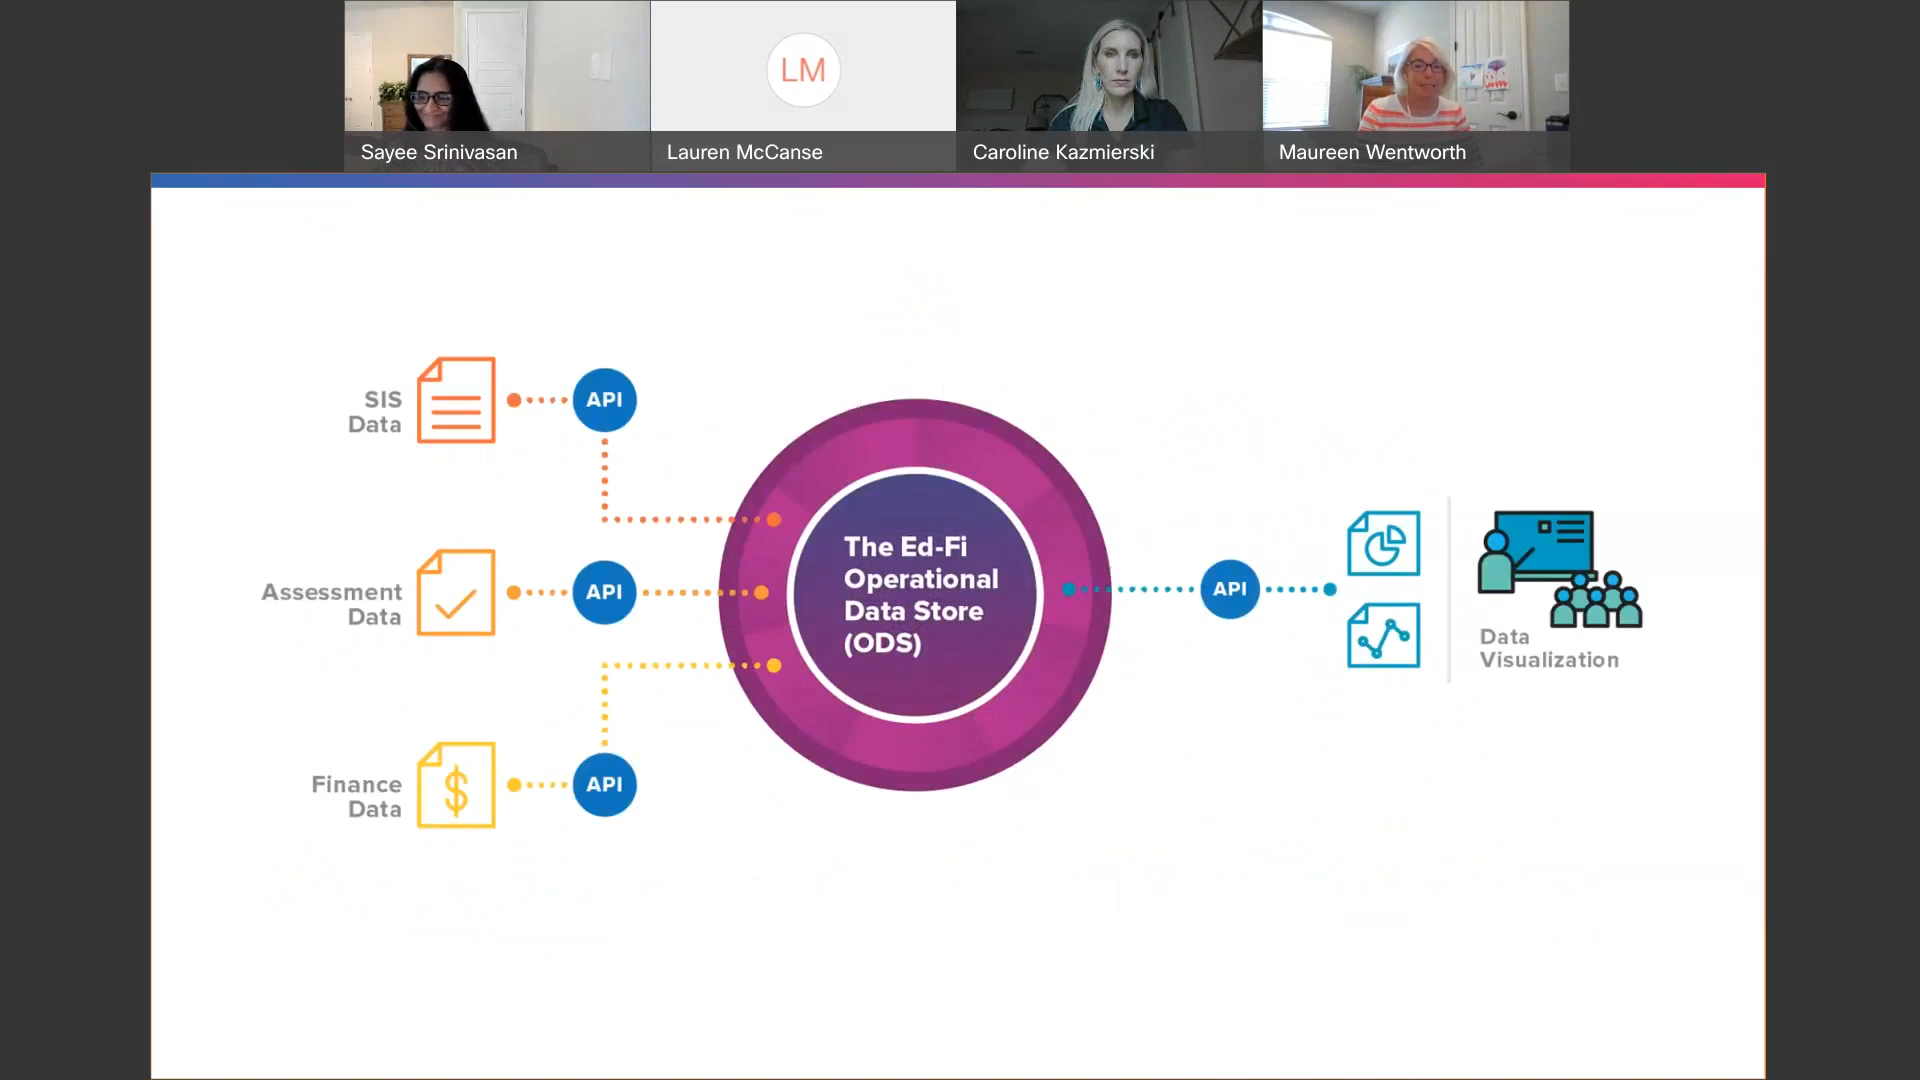 LM
Sayee Srinivasan
Lauren McCanse
Caroline Kazmierski
Maureen Wentworth
SIS
Data
API
Assessment
Data
API
Finance
Data
$
API
The Ed-Fi
Operational
Data Store
(ODS)
API
Data
Visualization